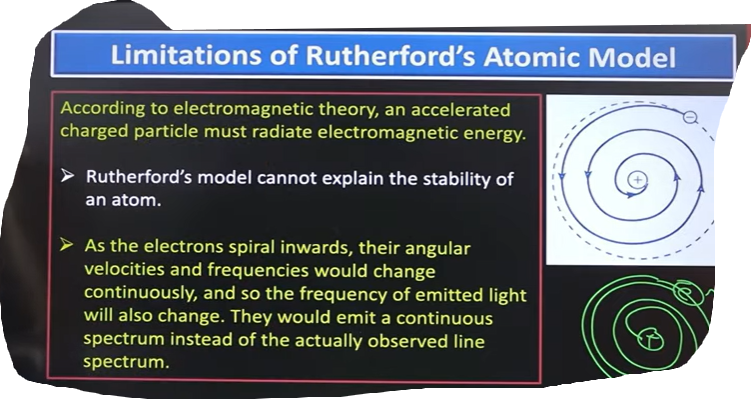 Limitations of Rutherford's Atomic Model
According to electromagnetic theory, an accelerated
charged particle must radiate electromagnetic energy.
➢ Rutherford's model cannot explain the stability of
an atom.
➢ As the electrons spiral inwards, their angular
velocities and frequencies would change
continuously, and so the frequency of emitted light
will also change. They would emit a continuous
spectrum instead of the actually observed line
spectrum.
−
+
+